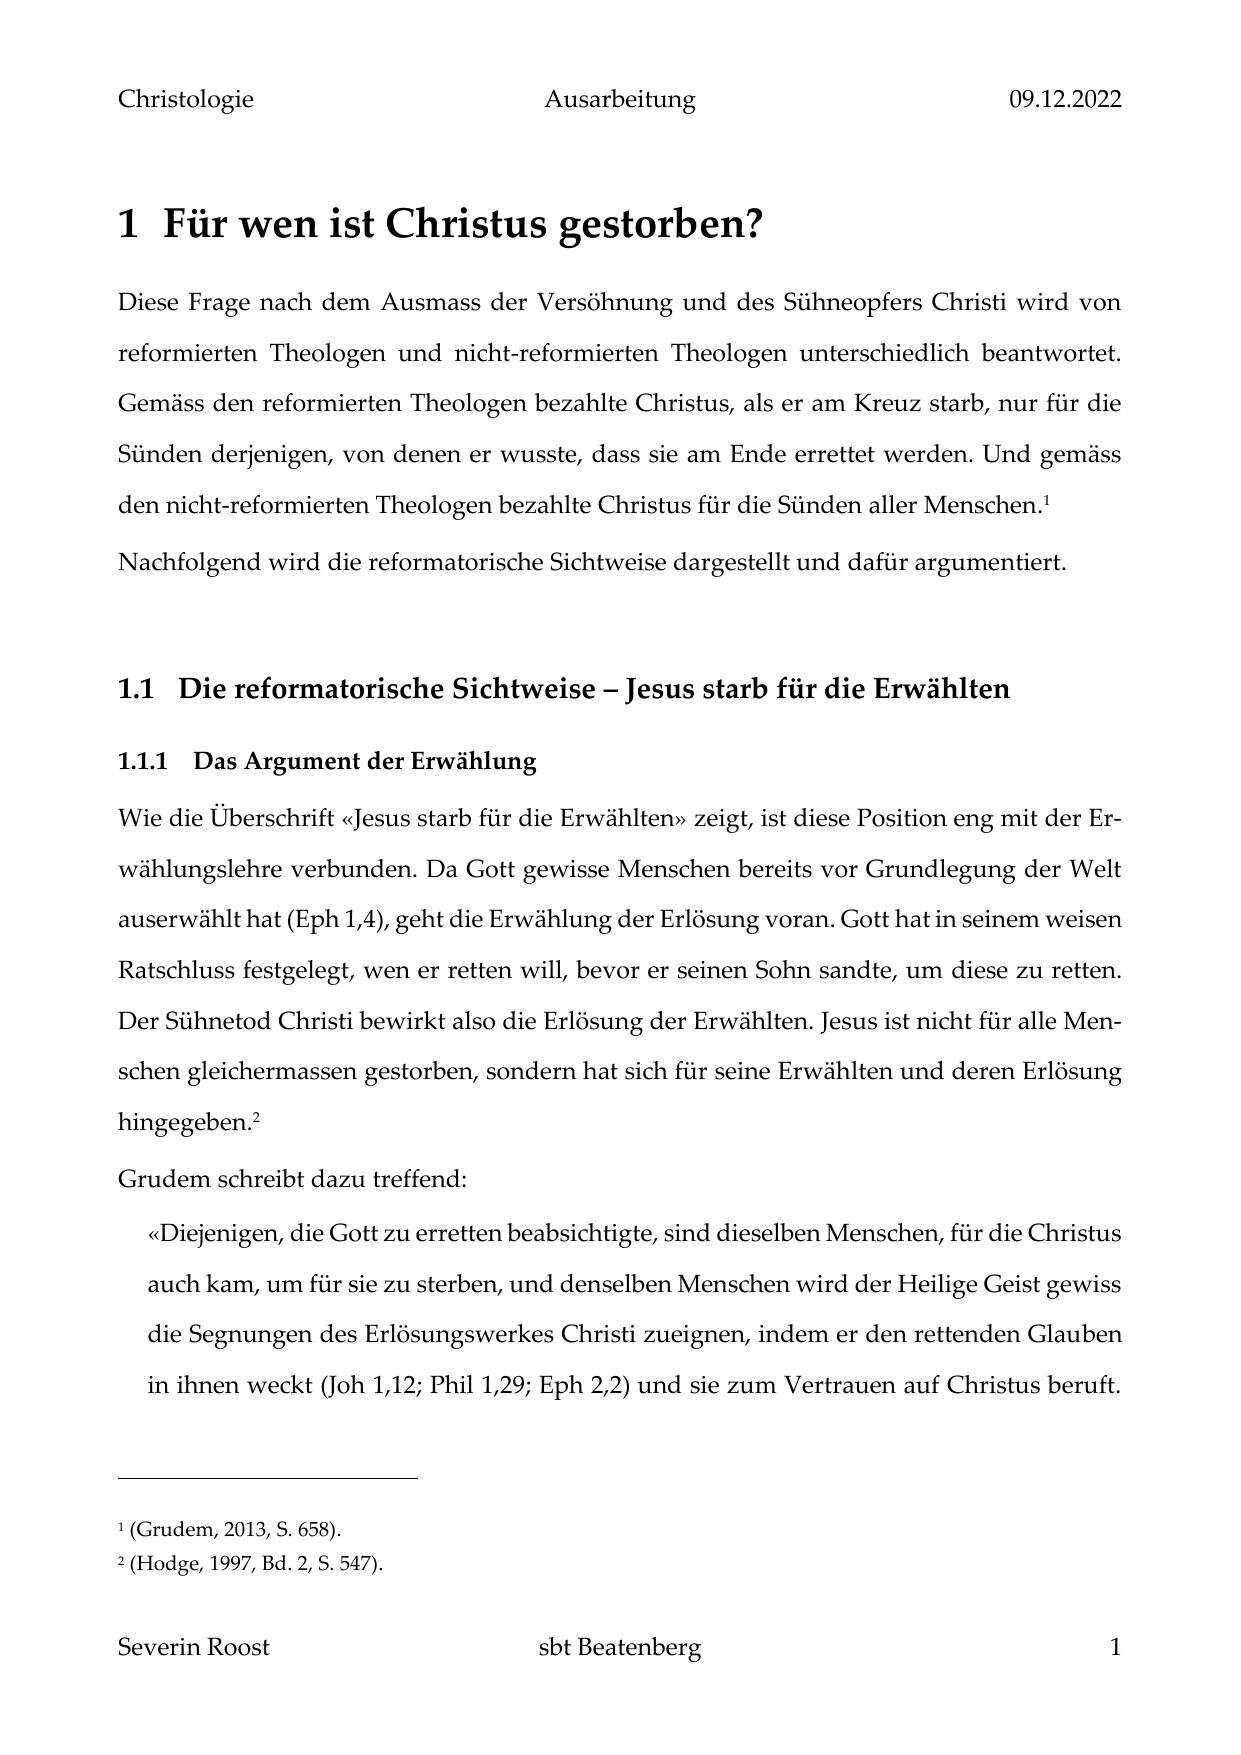 Christologie Ausarbeitung 09.12.2022
1 Für wen ist Christus gestorben?
Diese Frage nach dem Ausmass der Versöhnung und des Sühneopfers Christi wird von
reformierten Theologen und nicht-reformierten Theologen unterschiedlich beantwortet.
Gemäss den reformierten Theologen bezahlte Christus, als er am Kreuz starb, nur für die
Sünden derjenigen, von denen er wusste, dass sie am Ende errettet werden. Und gemäss
den nicht-reformierten Theologen bezahlte Christus für die Sünden aller Menschen.¹
Nachfolgend wird die reformatorische Sichtweise dargestellt und dafür argumentiert.
1.1 Die reformatorische Sichtweise – Jesus starb für die Erwählten
1.1.1 Das Argument der Erwählung
Wie die Überschrift «Jesus starb für die Erwählten» zeigt, ist diese Position eng mit der Er-
wählungslehre verbunden. Da Gott gewisse Menschen bereits vor Grundlegung der Welt
auserwählt hat (Eph 1,4), geht die Erwählung der Erlösung voran. Gott hat in seinem weisen
Ratschluss festgelegt, wen er retten will, bevor er seinen Sohn sandte, um diese zu retten.
Der Sühnetod Christi bewirkt also die Erlösung der Erwählten. Jesus ist nicht für alle Men-
schen gleichermassen gestorben, sondern hat sich für seine Erwählten und deren Erlösung
hingegeben.²
Grudem schreibt dazu treffend:
«Diejenigen, die Gott zu erretten beabsichtigte, sind dieselben Menschen, für die Christus
auch kam, um für sie zu sterben, und denselben Menschen wird der Heilige Geist gewiss
die Segnungen des Erlösungswerkes Christi zueignen, indem er den rettenden Glauben
in ihnen weckt (Joh 1,12; Phil 1,29; Eph 2,2) und sie zum Vertrauen auf Christus beruft.
¹ (Grudem, 2013, S. 658).
² (Hodge, 1997, Bd. 2, S. 547).
Severin Roost sbt Beatenberg 1